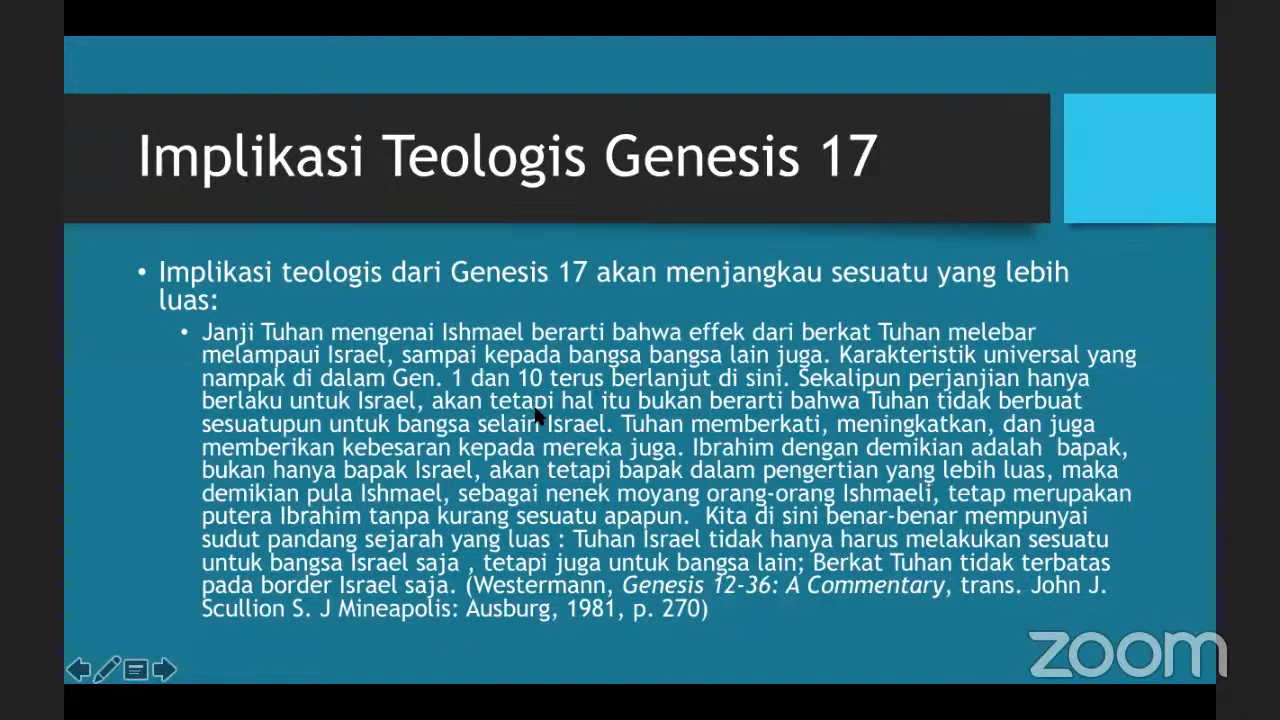 Implikasi Teologis Genesis 17
• Implikasi teologis dari Genesis 17 akan menjangkau sesuatu yang lebih
luas:
• Janji Tuhan mengenai Ishmael berarti bahwa effek dari berkat Tuhan melebar
melampaui Israel, sampai kepada bangsa bangsa lain juga. Karakteristik universal yang
nampak di dalam Gen. 1 dan 10 terus berlanjut di sini. Sekalipun perjanjian hanya
berlaku untuk Israel, akan tetapi hal itu bukan berarti bahwa Tuhan tidak berbuat
sesuatupun untuk bangsa selain Israel. Tuhan memberkati, meningkatkan, dan juga
memberikan kebesaran kepada mereka juga. Ibrahim dengan demikian adalah  bapak,
bukan hanya bapak Israel, akan tetapi bapak dalam pengertian yang lebih luas, maka
demikian pula Ishmael, sebagai nenek moyang orang-orang Ishmaeli, tetap merupakan
putera Ibrahim tanpa kurang sesuatu apapun.  Kita di sini benar-benar mempunyai
sudut pandang sejarah yang luas : Tuhan Israel tidak hanya harus melakukan sesuatu
untuk bangsa Israel saja , tetapi juga untuk bangsa lain; Berkat Tuhan tidak terbatas
pada border Israel saja. (Westermann, Genesis 12-36: A Commentary, trans. John J.
Scullion S. J Mineapolis: Ausburg, 1981, p. 270)
zoom